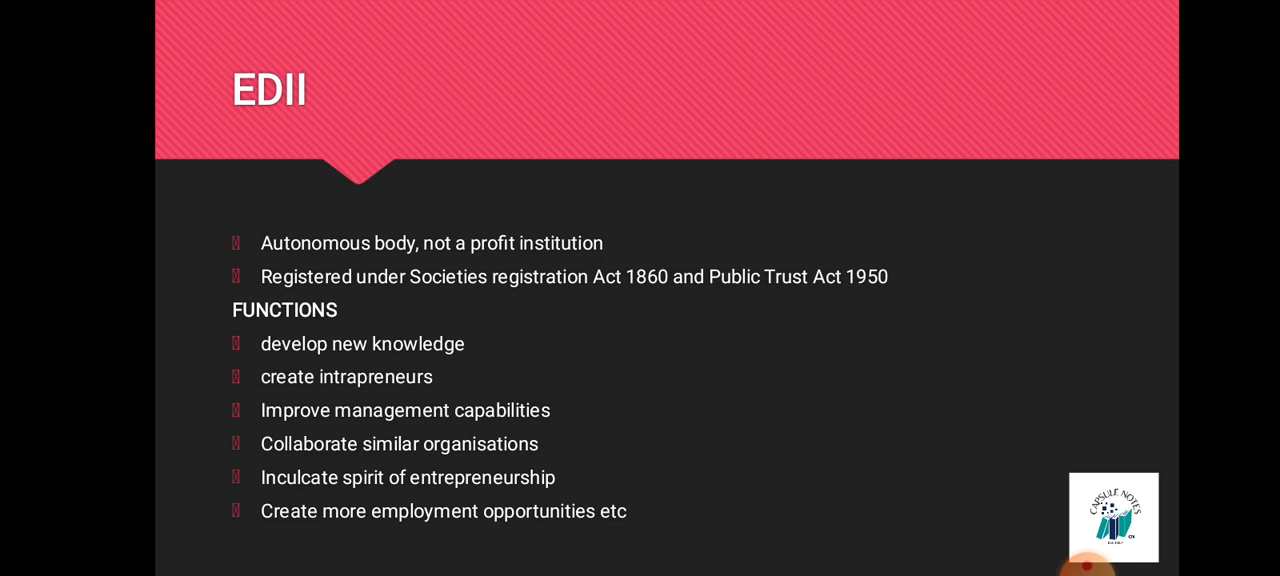 EDII
Autonomous body, not a profit institution
Registered under Societies registration Act 1860 and Public Trust Act 1950
FUNCTIONS
develop new knowledge
create intrapreneurs
Improve management capabilities
Collaborate similar organisations
Inculcate spirit of entrepreneurship
Create more employment opportunities etc
CAPSULE NOTES
CN